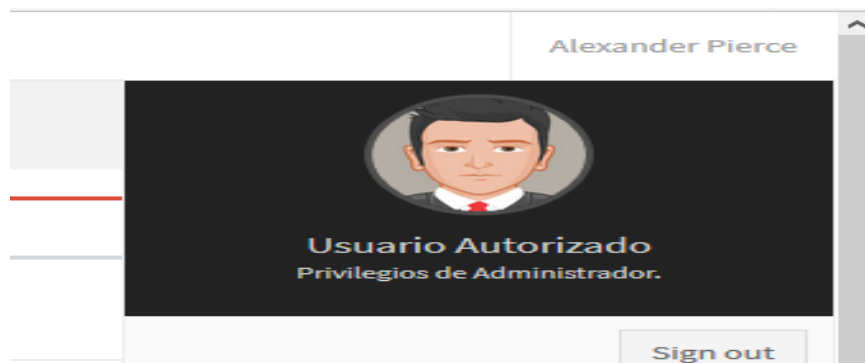 Alexander Pierce
Usuario Autorizado
Privilegios de Administrador.
Sign out